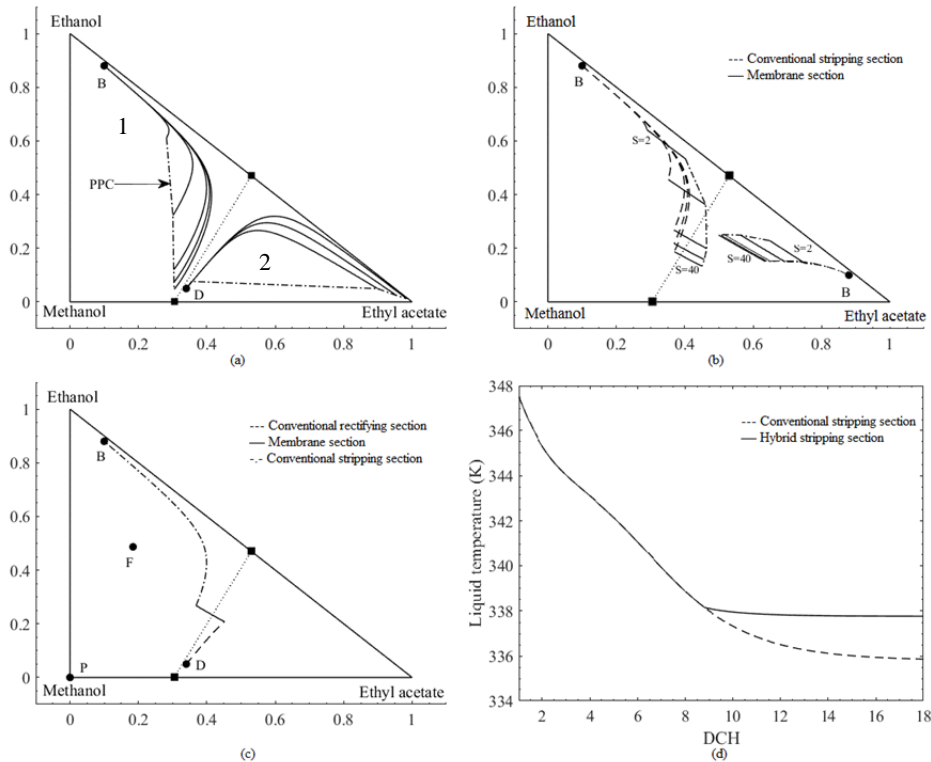 Ethanol
1
0.8
0.6
0.4
0.2
0
B
1
PPC
2
D
Methanol
Ethyl acetate
0 0.2 0.4 0.6 0.8 1
(a)
Ethanol
1
0.8
0.6
0.4
0.2
0
Conventional stripping section
Membrane section
B
S=2
S=40
S=40
S=2
B
Methanol
Ethyl acetate
0 0.2 0.4 0.6 0.8 1
(b)
Ethanol
1
0.8
0.6
0.4
0.2
0
Conventional rectifying section
Membrane section
Conventional stripping section
B
F
P
D
Methanol
Ethyl acetate
0 0.2 0.4 0.6 0.8 1
(c)
348
346
344
342
340
338
336
334
Liquid temperature (K)
Conventional stripping section
Hybrid stripping section
2 4 6 8 10 12 14 16 18
DCH
(d)